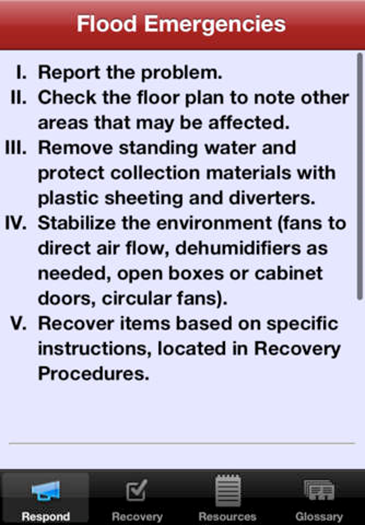 Flood Emergencies
I. Report the problem.
II. Check the floor plan to note other
areas that may be affected.
III. Remove standing water and
protect collection materials with
plastic sheeting and diverters.
IV. Stabilize the environment (fans to
direct air flow, dehumidifiers as
needed, open boxes or cabinet
doors, circular fans).
V. Recover items based on specific
instructions, located in Recovery
Procedures.
Respond Recovery Resources Glossary